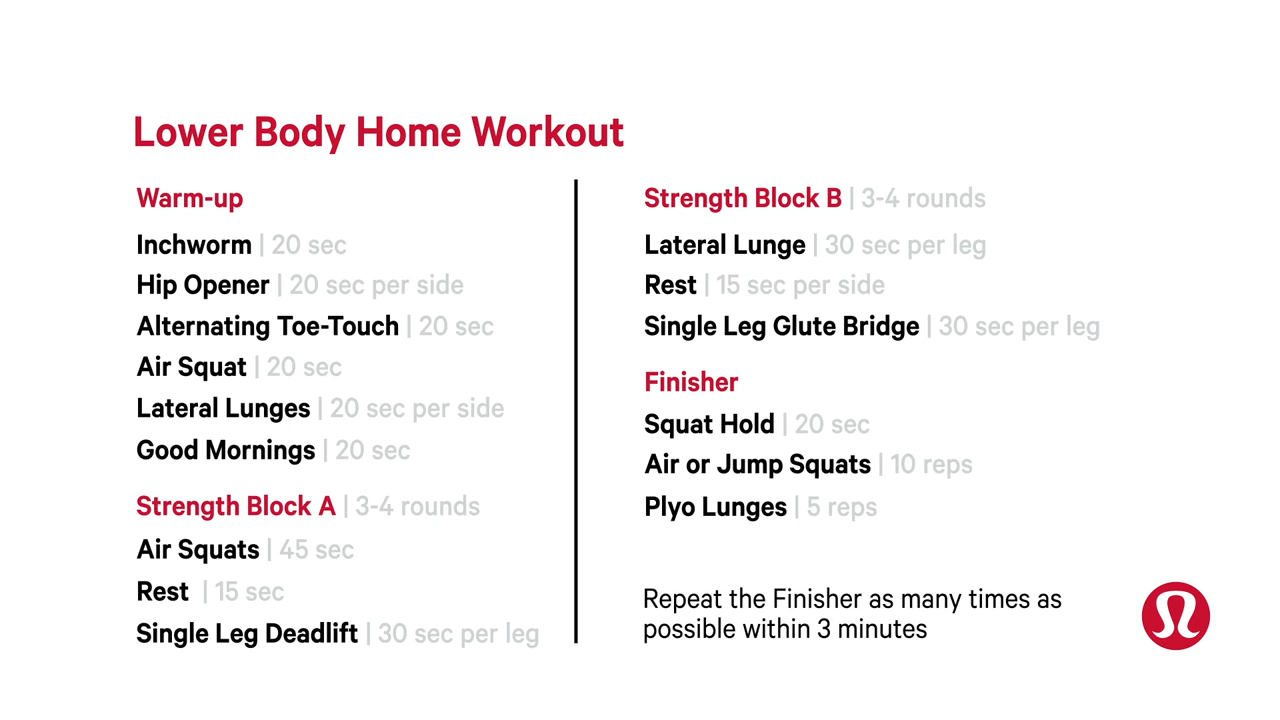 Lower Body Home Workout
Warm-up
Inchworm | 20 sec
Hip Opener | 20 sec per side
Alternating Toe-Touch | 20 sec
Air Squat | 20 sec
Lateral Lunges | 20 sec per side
Good Mornings | 20 sec
Strength Block A | 3-4 rounds
Air Squats | 45 sec
Rest | 15 sec
Single Leg Deadlift | 30 sec per leg
Strength Block B | 3-4 rounds
Lateral Lunge | 30 sec per leg
Rest | 15 sec per side
Single Leg Glute Bridge | 30 sec per leg
Finisher
Squat Hold | 20 sec
Air or Jump Squats | 10 reps
Plyo Lunges | 5 reps
Repeat the Finisher as many times as
possible within 3 minutes